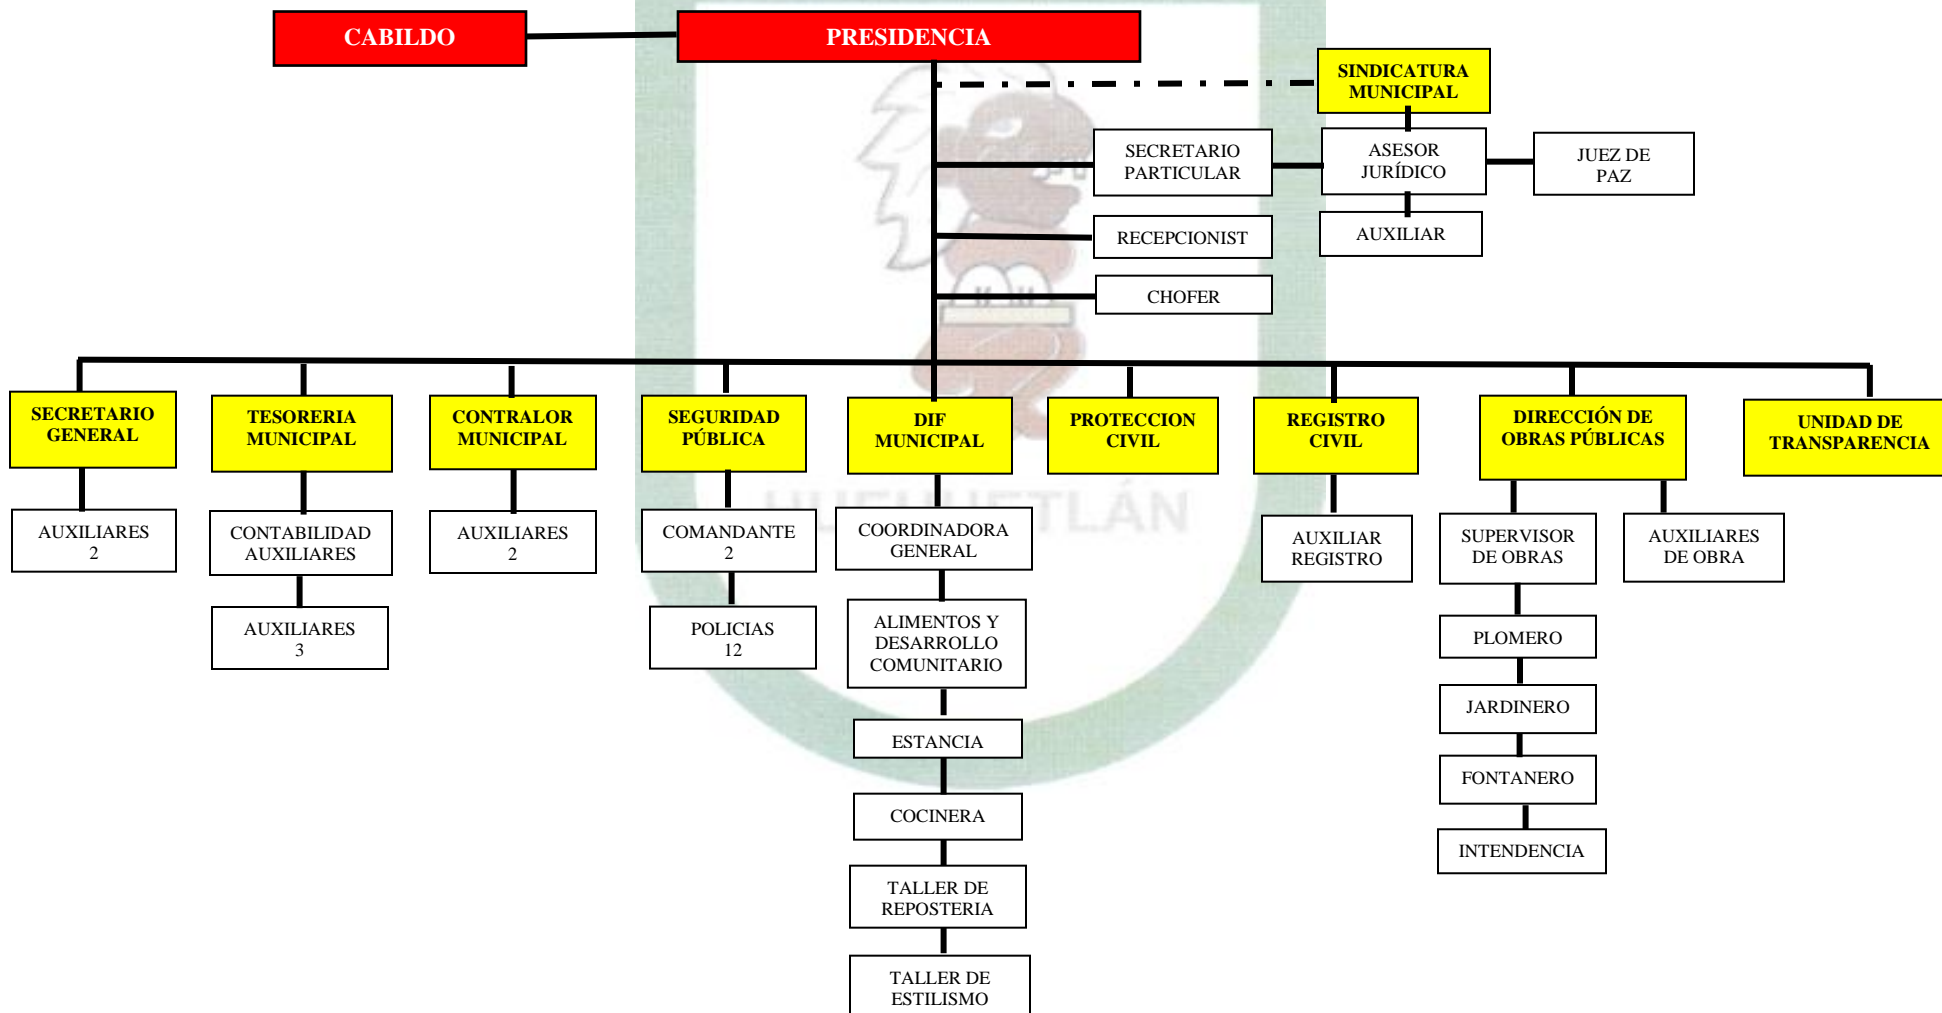 CABILDO
PRESIDENCIA
SINDICATURA
MUNICIPAL
SECRETARIO
PARTICULAR
ASESOR
JURÍDICO
JUEZ DE
PAZ
RECEPCIONIST
AUXILIAR
CHOFER
SECRETARIO
GENERAL
TESORERIA
MUNICIPAL
CONTRALOR
MUNICIPAL
SEGURIDAD
PÚBLICA
DIF
MUNICIPAL
PROTECCION
CIVIL
REGISTRO
CIVIL
DIRECCIÓN DE
OBRAS PÚBLICAS
UNIDAD DE
TRANSPARENCIA
AUXILIARES
2
CONTABILIDAD
AUXILIARES
AUXILIARES
2
COMANDANTE
2
COORDINADORA
GENERAL
AUXILIAR
REGISTRO
SUPERVISOR
DE OBRAS
AUXILIARES
DE OBRA
AUXILIARES
3
POLICIAS
12
ALIMENTOS Y
DESARROLLO
COMUNITARIO
PLOMERO
JARDINERO
ESTANCIA
FONTANERO
COCINERA
INTENDENCIA
TALLER DE
REPOSTERIA
TALLER DE
ESTILISMO
HUEHUETLÁN